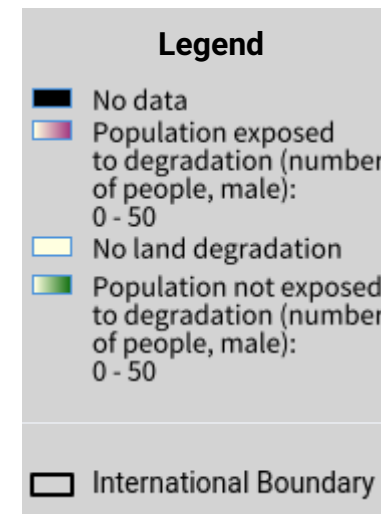 Legend
No data
Population exposed
to degradation (number
of people, male):
0 - 50
No land degradation
Population not exposed
to degradation (number
of people, male):
0 - 50
International Boundary